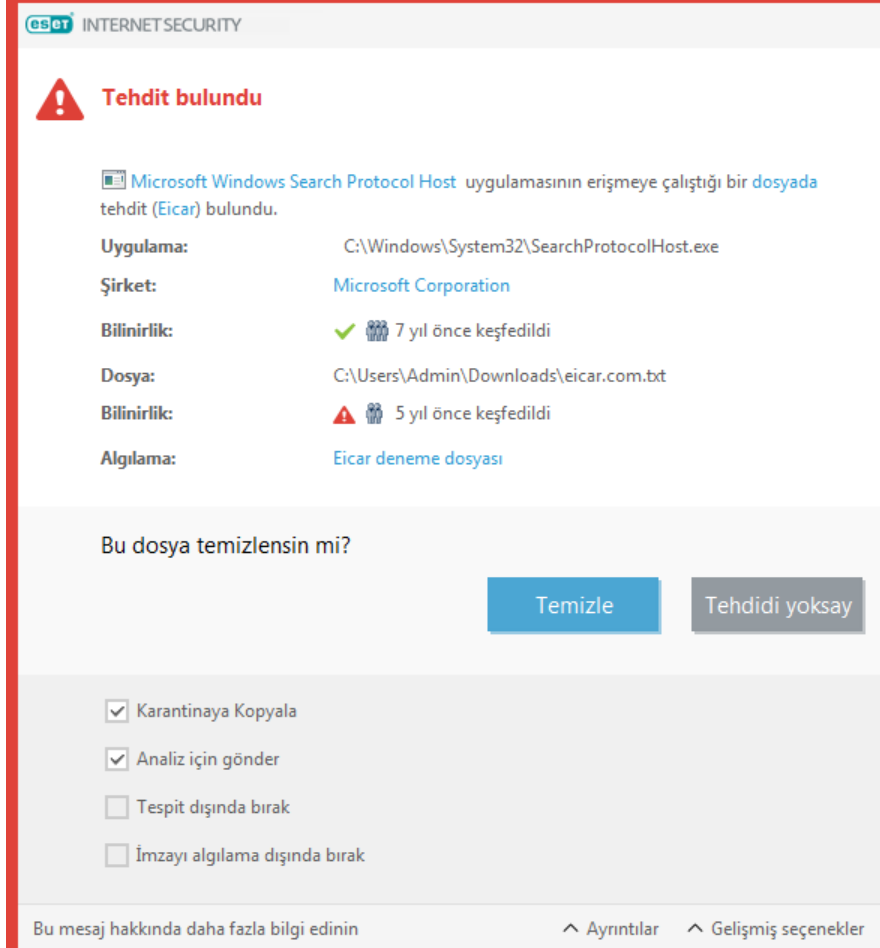 eset INTERNET SECURITY
Tehdit bulundu
Microsoft Windows Search Protocol Host uygulamasının erişmeye çalıştığı bir dosyada
tehdit (Eicar) bulundu.
Uygulama: C:\Windows\System32\SearchProtocolHost.exe
Şirket: Microsoft Corporation
Bilinirlik: 7 yıl önce keşfedildi
Dosya: C:\Users\Admin\Downloads\eicar.com.txt
Bilinirlik: 5 yıl önce keşfedildi
Algılama: Eicar deneme dosyası
Bu dosya temizlensin mi?
Temizle Tehdidi yoksay
Karantinaya Kopyala
Analiz için gönder
Tespit dışında bırak
İmzayı algılama dışında bırak
Bu mesaj hakkında daha fazla bilgi edinin Ayrıntılar Gelişmiş seçenekler